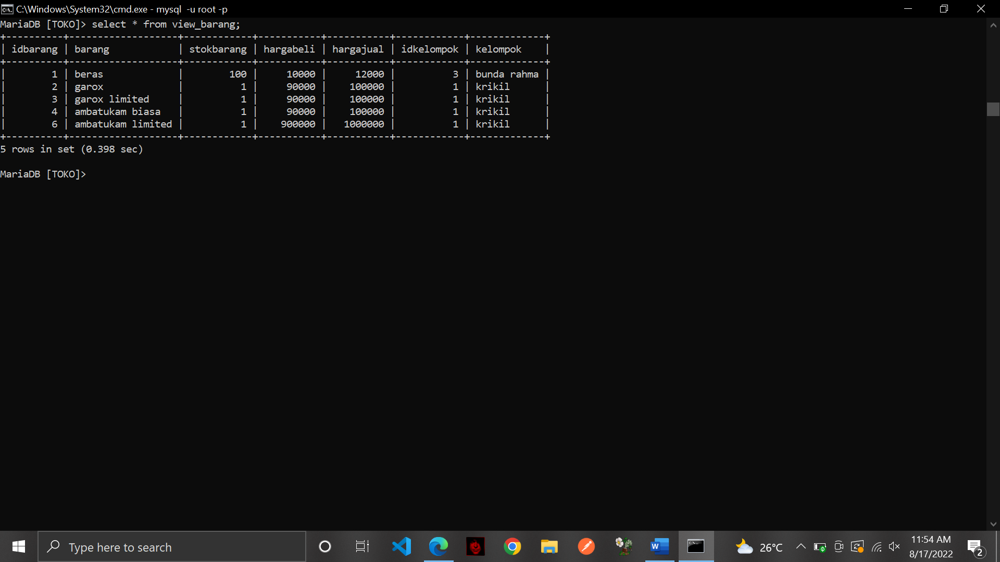 C:\Windows\System32\cmd.exe - mysql  -u root -p
MariaDB [TOKO]> select * from view_barang;
+----------+-------------------+------------+-----------+-----------+------------+-------------+
| idbarang | barang            | stokbarang | hargabeli | hargajual | idkelompok | kelompok    |
+----------+-------------------+------------+-----------+-----------+------------+-------------+
|        1 | beras             |        100 |     10000 |     12000 |          3 | bunda rahma |
|        2 | garox             |          1 |     90000 |    100000 |          1 | krikil      |
|        3 | garox limited     |          1 |     90000 |    100000 |          1 | krikil      |
|        4 | ambatukam biasa   |          1 |     90000 |    100000 |          1 | krikil      |
|        6 | ambatukam limited |          1 |    900000 |   1000000 |          1 | krikil      |
+----------+-------------------+------------+-----------+-----------+------------+-------------+
5 rows in set (0.398 sec)
MariaDB [TOKO]>
Type here to search
26°C
11:54 AM
8/17/2022
2